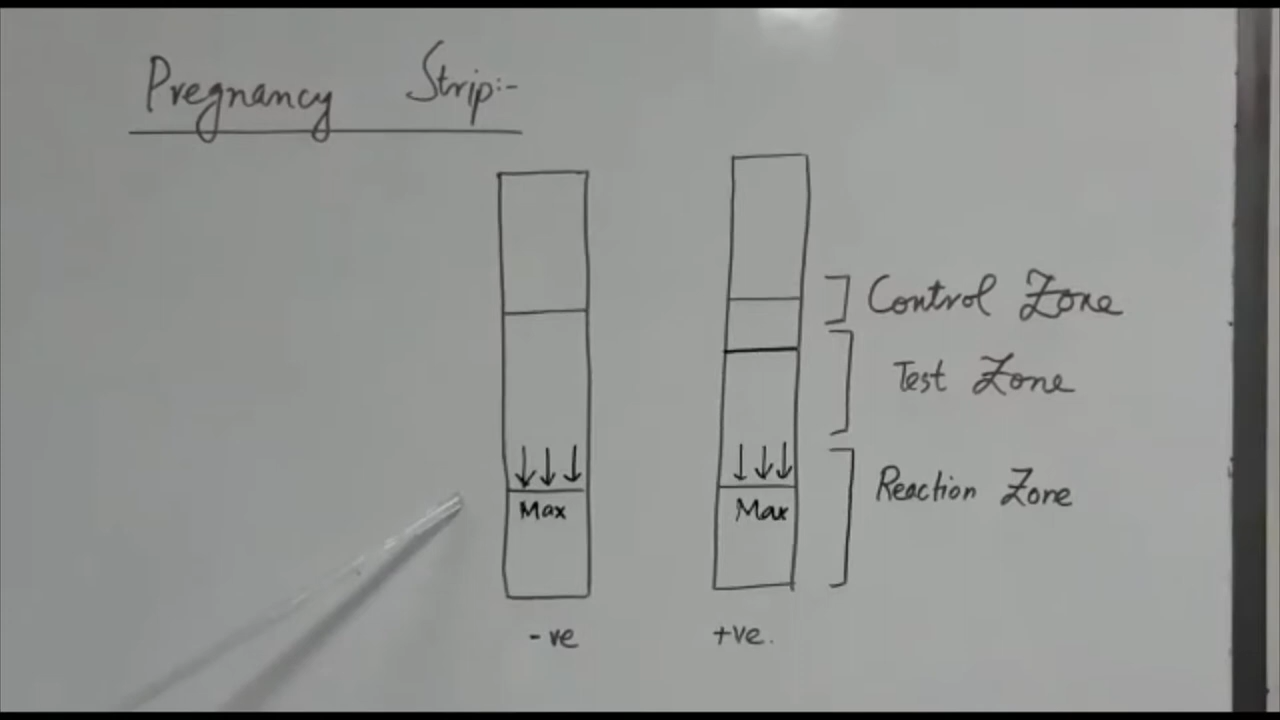 Pregnancy Strip:-
Control Zone
Test Zone
Reaction Zone
Max
Max
-ve
+ve.